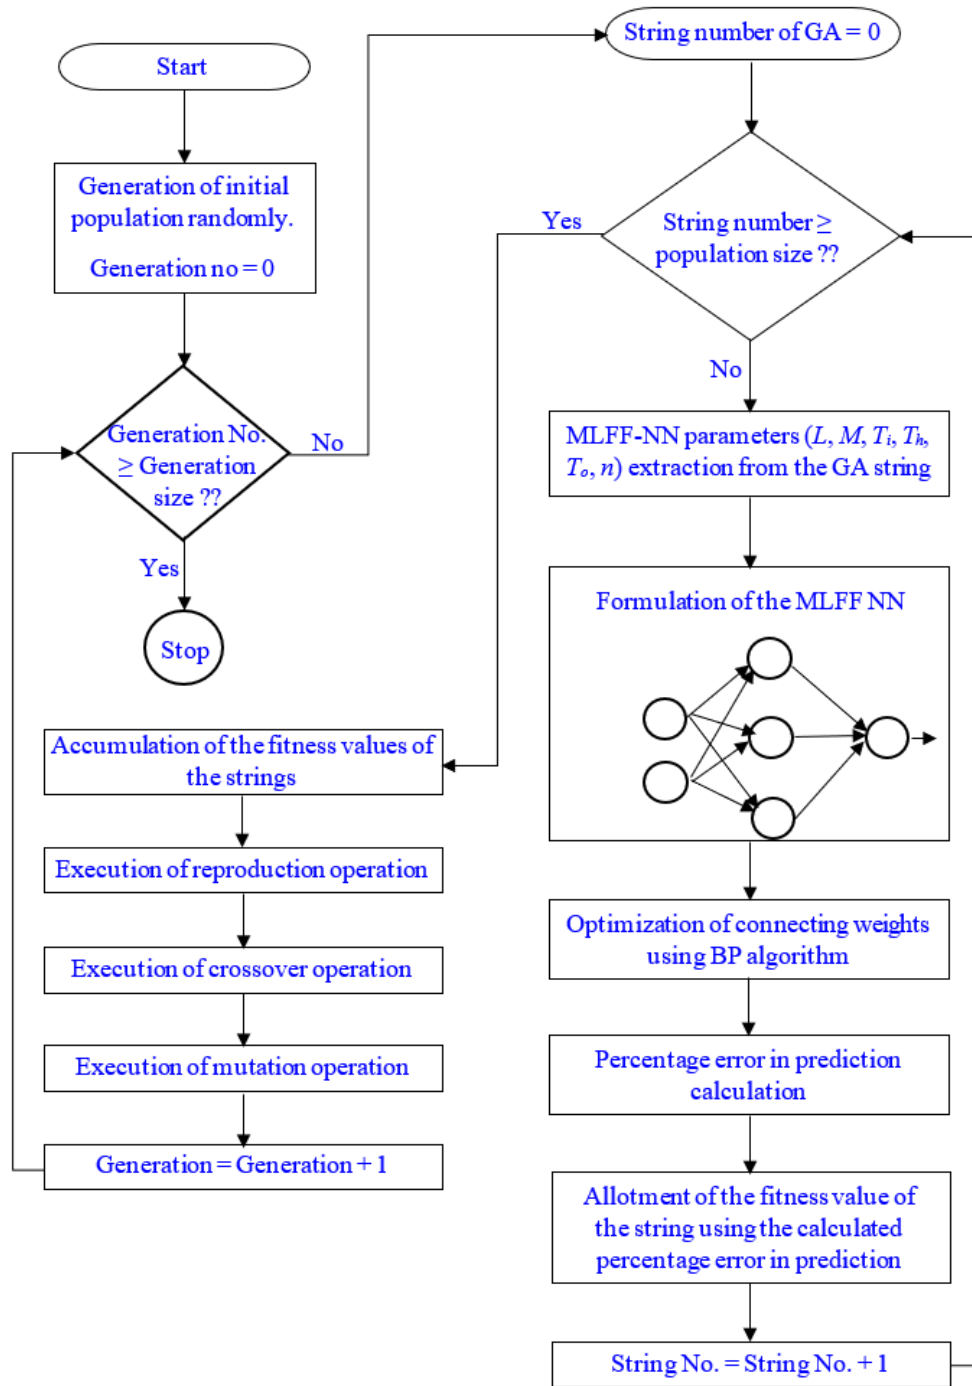 Start
Generation of initial
population randomly.
Generation no = 0
Generation No.
≥ Generation
size ??
No
Yes
Stop
String number of GA = 0
String number ≥
population size ??
Yes
No
MLFF-NN parameters (L, M, Ti, Th,
To, n) extraction from the GA string
Formulation of the MLFF NN
Optimization of connecting weights
using BP algorithm
Percentage error in prediction
calculation
Allotment of the fitness value of
the string using the calculated
percentage error in prediction
String No. = String No. + 1
Accumulation of the fitness values of
the strings
Execution of reproduction operation
Execution of crossover operation
Execution of mutation operation
Generation = Generation + 1